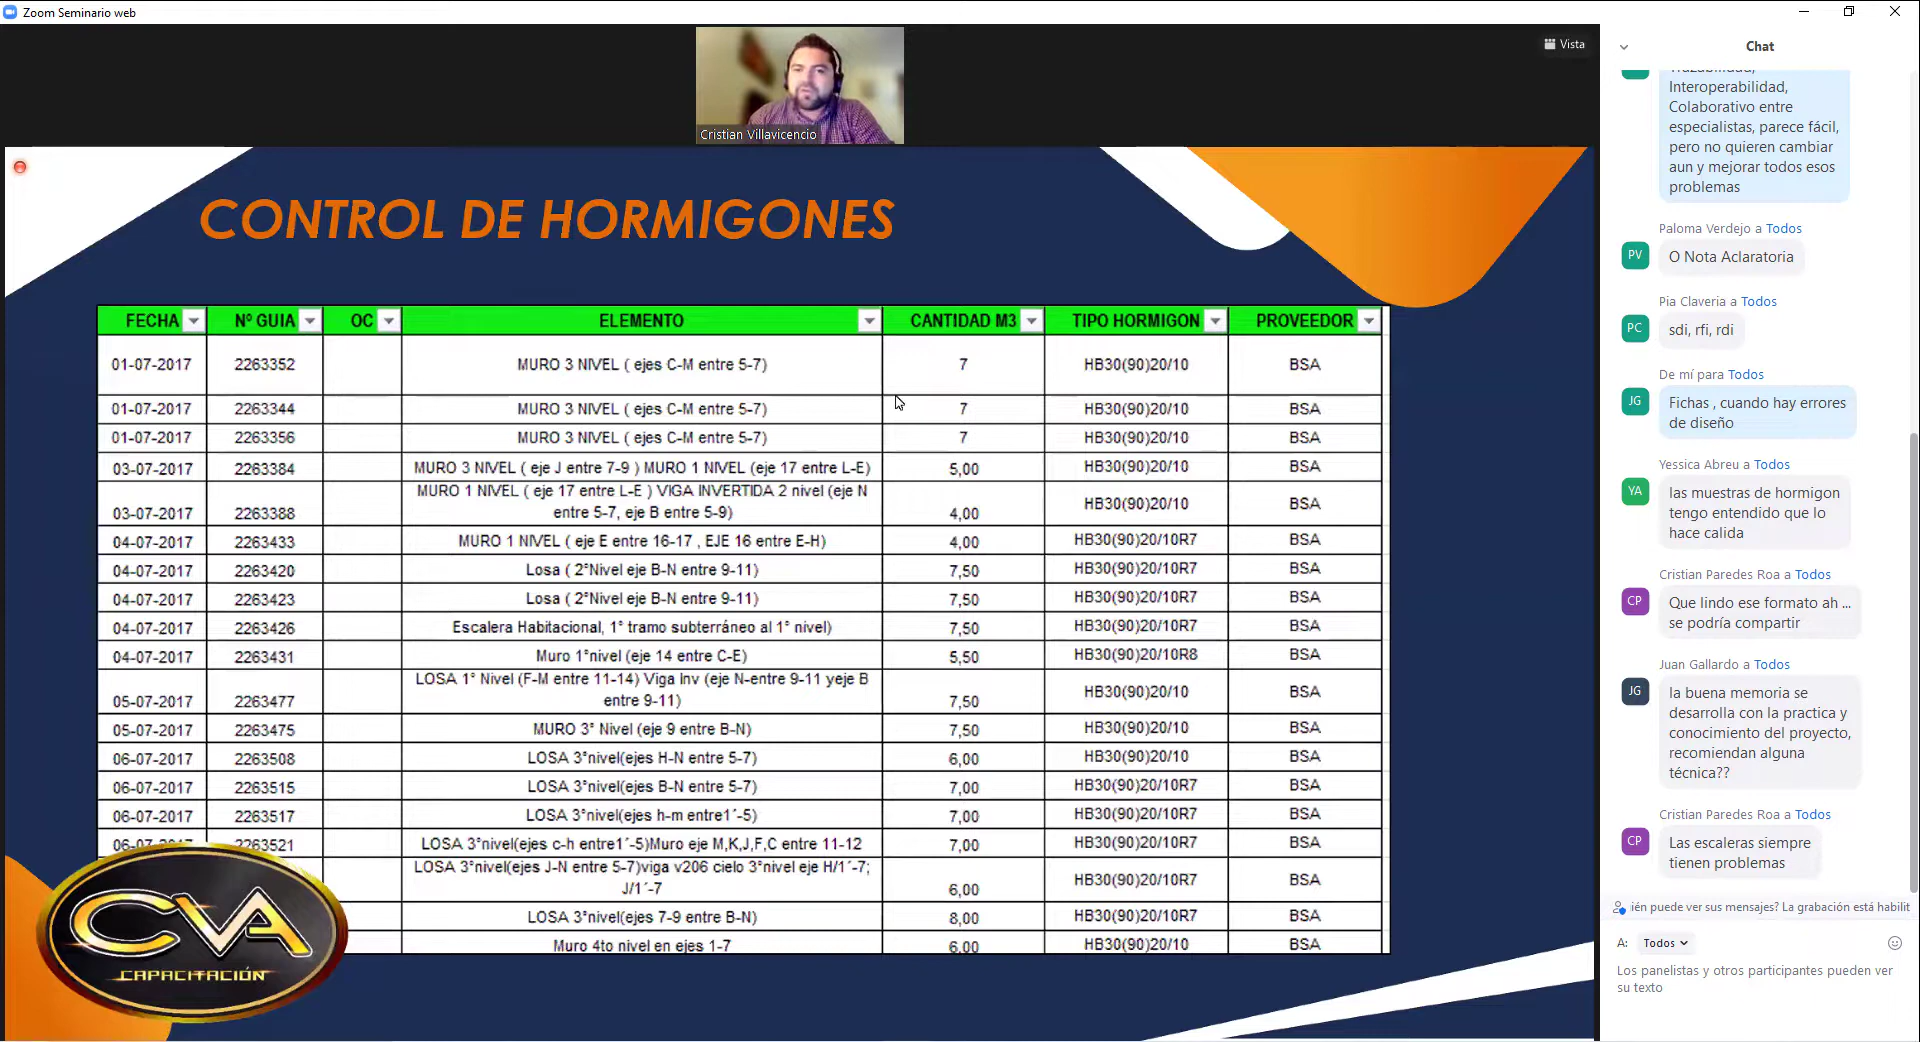 Zoom Seminario web
Vista
Cristian Villavicencio
CONTROL DE HORMIGONES
FECHA Nº GUIA OC ELEMENTO CANTIDAD M3 TIPO HORMIGON PROVEEDOR
01-07-2017 2263352 MURO 3 NIVEL ( ejes C-M entre 5-7) 7 HB30(90)20/10 BSA
01-07-2017 2263344 MURO 3 NIVEL ( ejes C-M entre 5-7) 7 HB30(90)20/10 BSA
01-07-2017 2263356 MURO 3 NIVEL ( ejes C-M entre 5-7) 7 HB30(90)20/10 BSA
03-07-2017 2263384 MURO 3 NIVEL ( eje J entre 7-9 ) MURO 1 NIVEL (eje 17 entre L-E) 5,00 HB30(90)20/10 BSA
MURO 1 NIVEL ( eje 17 entre L-E ) VIGA INVERTIDA 2 nivel (eje N
03-07-2017 2263388 entre 5-7, eje B entre 5-9) 4,00 HB30(90)20/10 BSA
04-07-2017 2263433 MURO 1 NIVEL ( eje E entre 16-17 , EJE 16 entre E-H) 4,00 HB30(90)20/10R7 BSA
04-07-2017 2263420 Losa ( 2°Nivel eje B-N entre 9-11) 7,50 HB30(90)20/10R7 BSA
04-07-2017 2263423 Losa ( 2°Nivel eje B-N entre 9-11) 7,50 HB30(90)20/10R7 BSA
04-07-2017 2263426 Escalera Habitacional, 1° tramo subterráneo al 1° nivel) 7,50 HB30(90)20/10R7 BSA
04-07-2017 2263431 Muro 1°nivel (eje 14 entre C-E) 5,50 HB30(90)20/10R8 BSA
LOSA 1° Nivel (F-M entre 11-14) Viga Inv (eje N-entre 9-11 yeje B
05-07-2017 2263477 entre 9-11) 7,50 HB30(90)20/10 BSA
05-07-2017 2263475 MURO 3° Nivel (eje 9 entre B-N) 7,50 HB30(90)20/10 BSA
06-07-2017 2263508 LOSA 3°nivel(ejes H-N entre 5-7) 6,00 HB30(90)20/10 BSA
06-07-2017 2263515 LOSA 3°nivel(ejes B-N entre 5-7) 7,00 HB30(90)20/10R7 BSA
06-07-2017 2263517 LOSA 3°nivel(ejes h-m entre1´-5) 7,00 HB30(90)20/10R7 BSA
06-07-2017 2263521 LOSA 3°nivel(ejes c-h entre1´-5)Muro eje M,K,J,F,C entre 11-12 7,00 HB30(90)20/10R7 BSA
LOSA 3°nivel(ejes J-N entre 5-7)viga v206 cielo 3°nivel eje H/1´-7;
J/1´-7 6,00 HB30(90)20/10R7 BSA
LOSA 3°nivel(ejes 7-9 entre B-N) 8,00 HB30(90)20/10R7 BSA
Muro 4to nivel en ejes 1-7 6,00 HB30(90)20/10 BSA
CVA
CAPACITACIÓN
Chat
Interoperabilidad,
Colaborativo entre
especialistas, parece fácil,
pero no quieren cambiar
aun y mejorar todos esos
problemas
Paloma Verdejo a Todos
PV
O Nota Aclaratoria
Pia Claveria a Todos
PC
sdi, rfi, rdi
De mí para Todos
JG
Fichas , cuando hay errores
de diseño
Yessica Abreu a Todos
YA
las muestras de hormigon
tengo entendido que lo
hace calida
Cristian Paredes Roa a Todos
CP
Que lindo ese formato ah ...
se podría compartir
Juan Gallardo a Todos
JG
la buena memoria se
desarrolla con la practica y
conocimiento del proyecto,
recomiendan alguna
técnica??
Cristian Paredes Roa a Todos
CP
Las escaleras siempre
tienen problemas
ién puede ver sus mensajes? La grabación está habilit
A: Todos
Los panelistas y otros participantes pueden ver
su texto